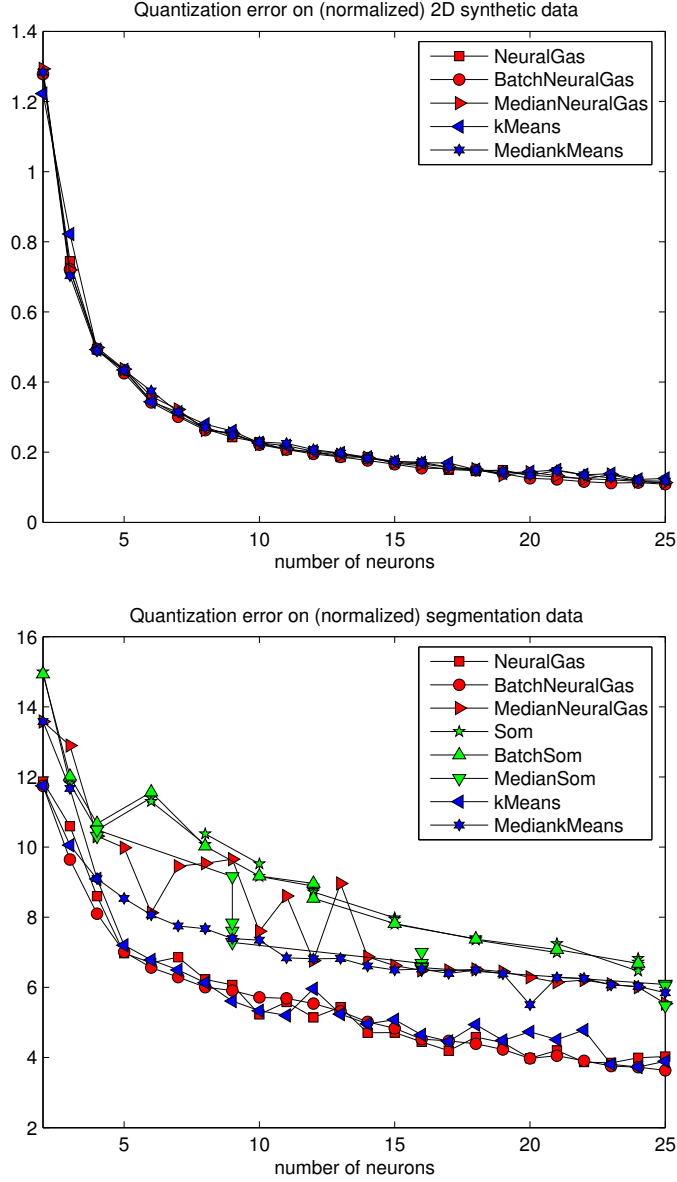 Quantization error on (normalized) 2D synthetic data
1.4
1.2
1
0.8
0.6
0.4
0.2
0
NeuralGas
BatchNeuralGas
MedianNeuralGas
kMeans
MediankMeans
5 10 15 20 25
number of neurons
Quantization error on (normalized) segmentation data
16
14
12
10
8
6
4
2
NeuralGas
BatchNeuralGas
MedianNeuralGas
Som
BatchSom
MedianSom
kMeans
MediankMeans
5 10 15 20 25
number of neurons